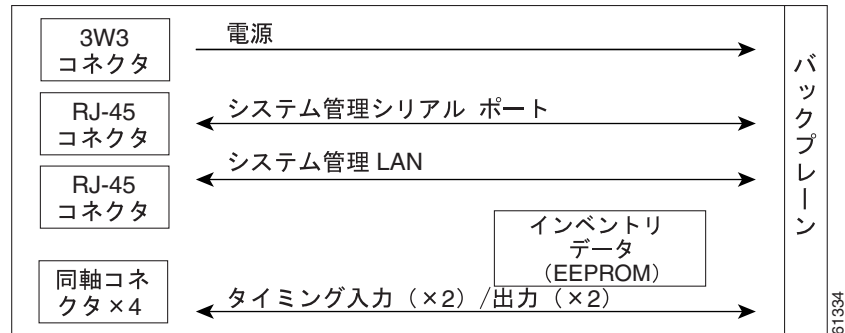 3W3
コネクタ
電源
RJ-45
コネクタ
システム管理シリアル ポート
RJ-45
コネクタ
システム管理 LAN
インベントリ
データ
（EEPROM）
同軸コネ
クタ×4
タイミング入力（×2）/出力（×2）
バックプレーン
61334